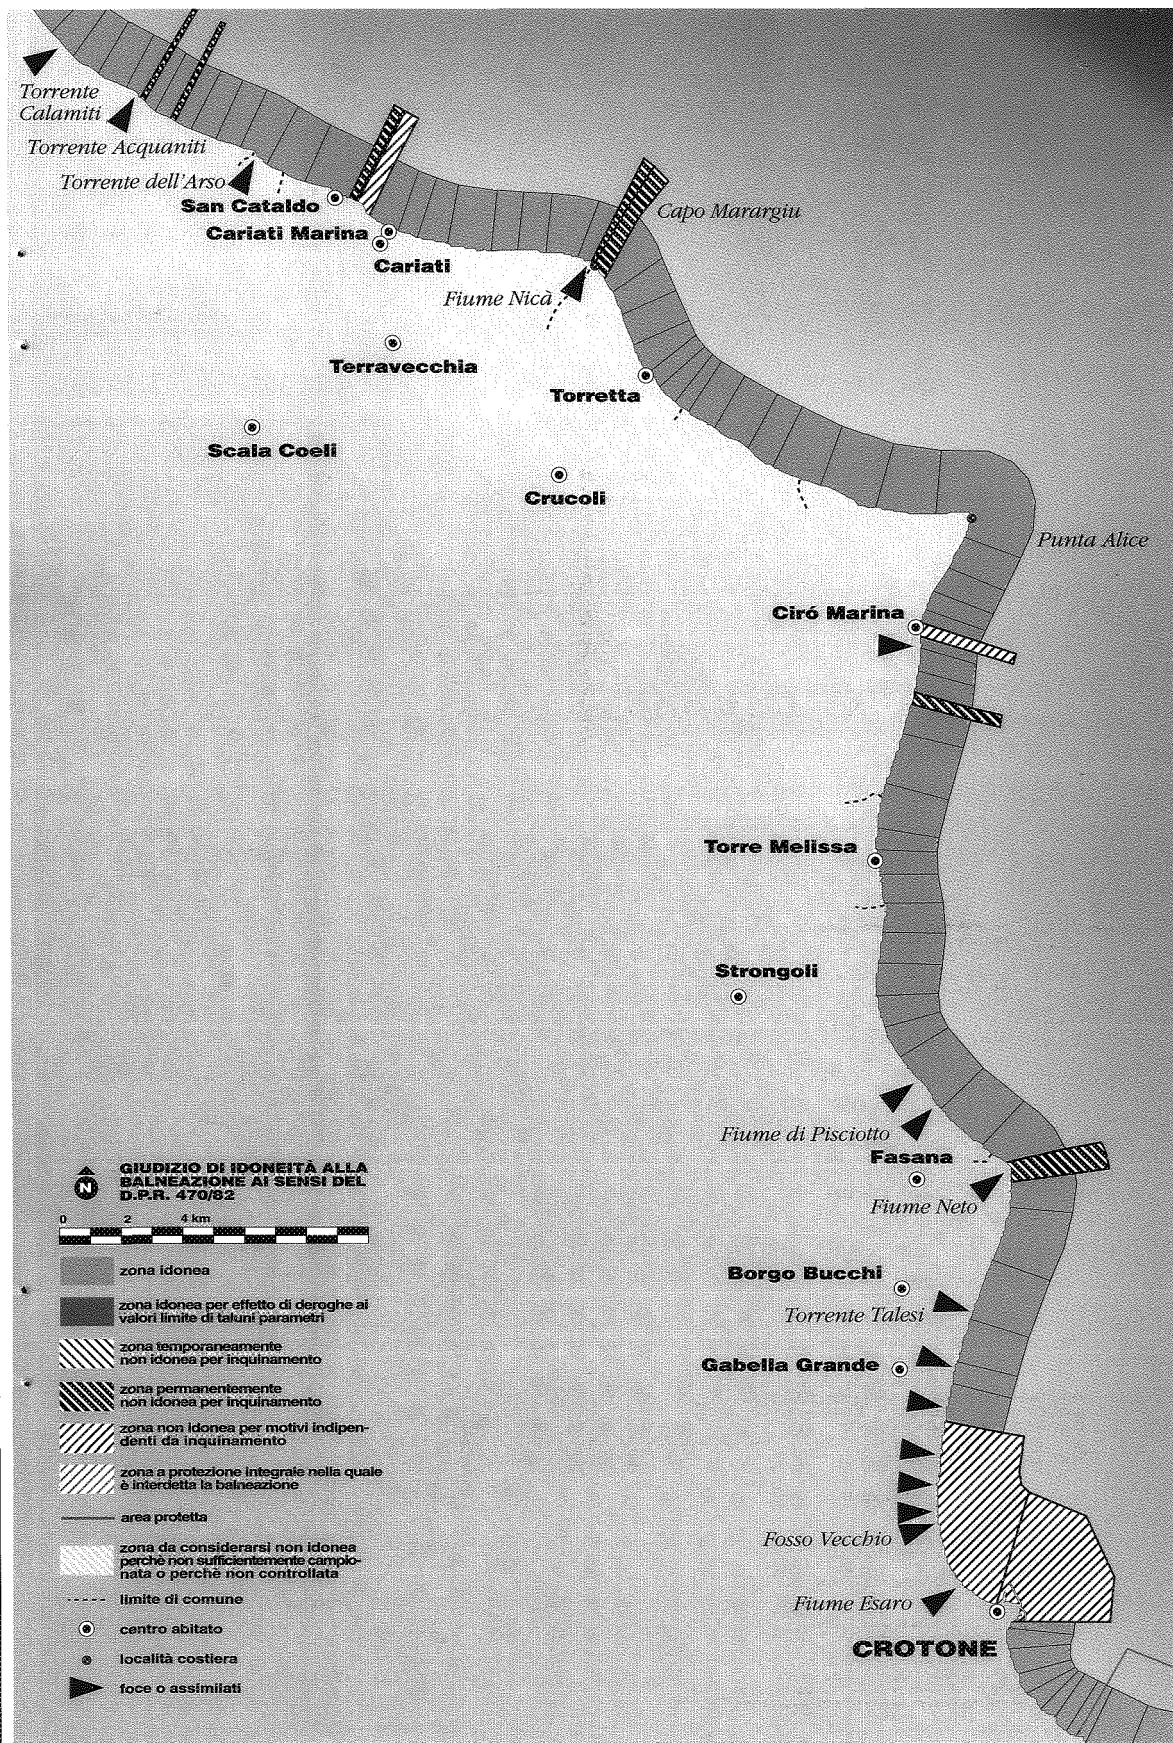 Torrente
Calamiti
Torrente Acquaniti
Torrente dell'Arso
San Cataldo
Cariati Marina
Cariati
Capo Marargiu
Fiume Nicà
Terravecchia
Torretta
Scala Coeli
Crucoli
Punta Alice
Ciró Marina
Torre Melissa
Strongoli
Fiume di Pisciotto
Fasana
Fiume Neto
Borgo Bucchi
Torrente Talesi
Gabella Grande
Fosso Vecchio
Fiume Esaro
CROTONE
N
GIUDIZIO DI IDONEITÀ ALLA
BALNEAZIONE AI SENSI DEL
D.P.R. 470/82
0 2 4 km
zona idonea
zona idonea per effetto di deroghe ai
valori limite di taluni parametri
zona temporaneamente
non idonea per inquinamento
zona permanentemente
non idonea per inquinamento
zona non idonea per motivi indipen-
denti da inquinamento
zona a protezione integrale nella quale
è interdetta la balneazione
area protetta
zona da considerarsi non idonea
perchè non sufficientemente campio-
nata o perchè non controllata
limite di comune
centro abitato
località costiera
foce o assimilati